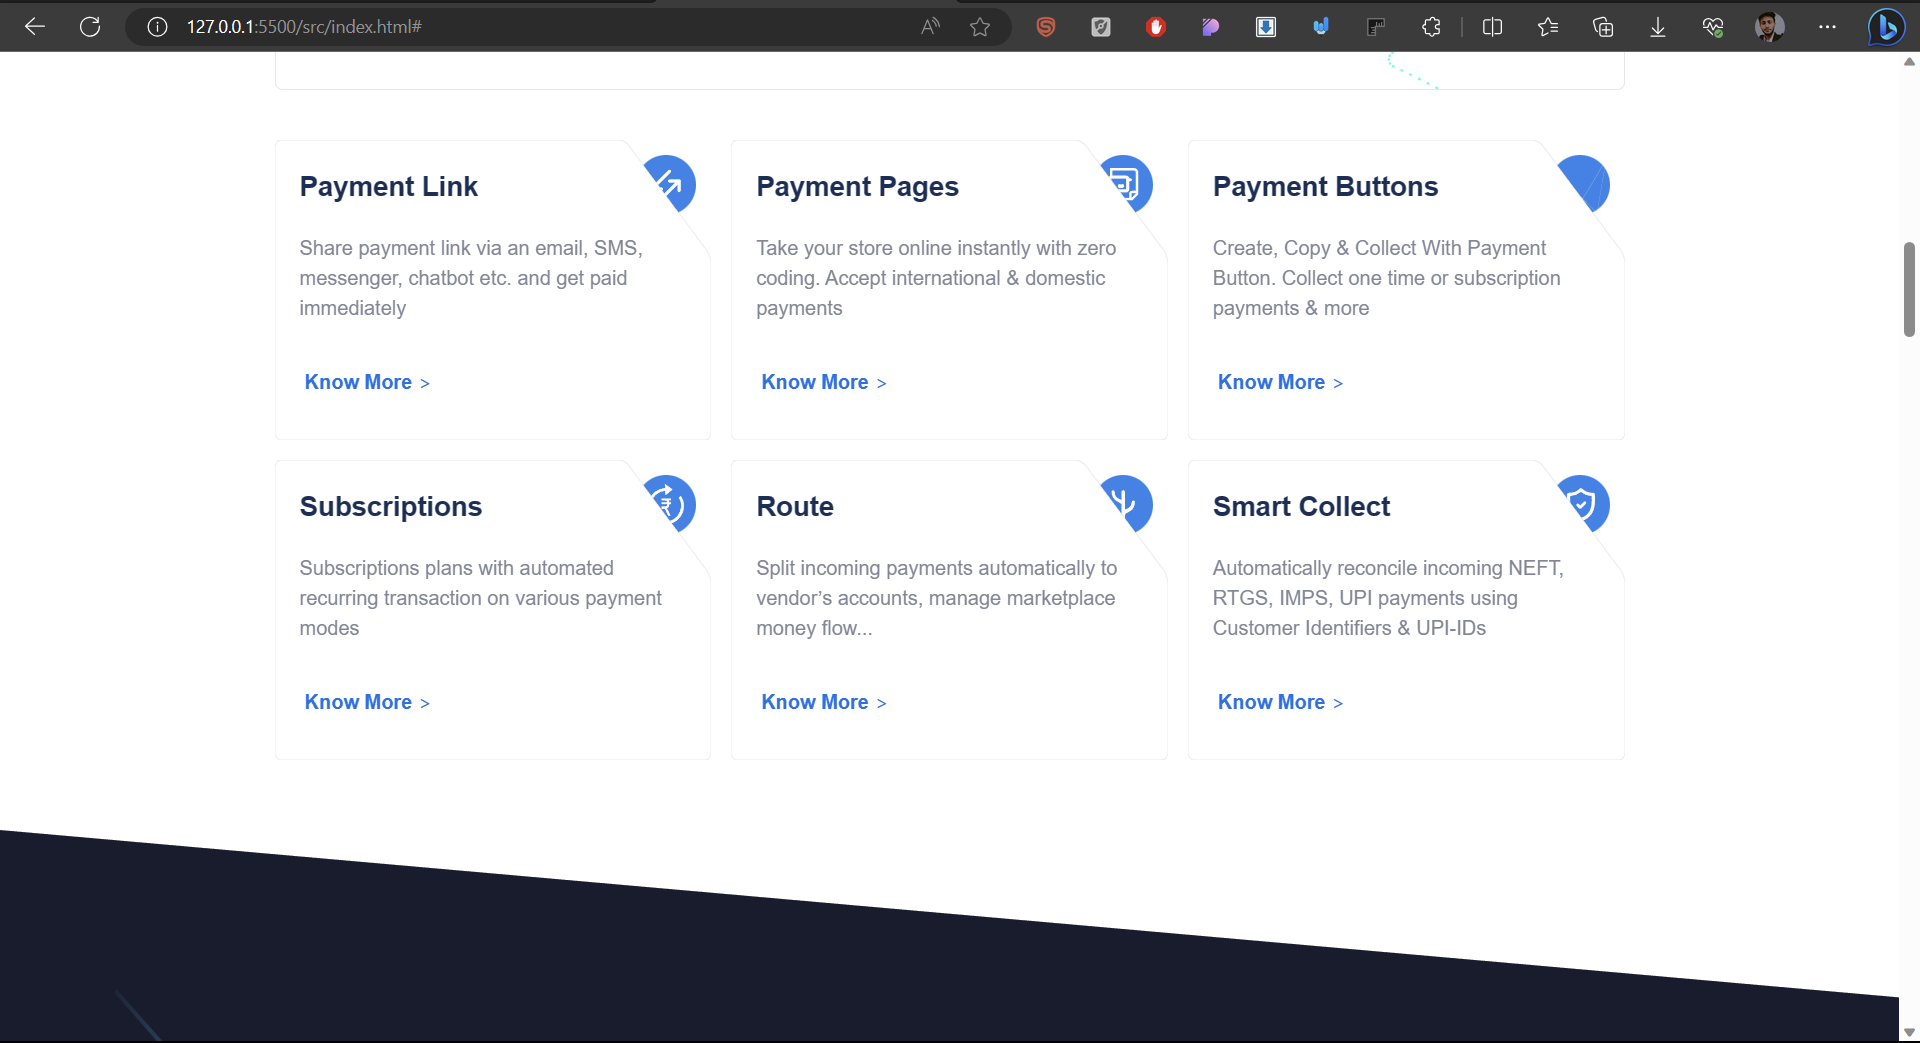 127.0.0.1:5500/src/index.html#
Payment Link
Share payment link via an email, SMS,
messenger, chatbot etc. and get paid
immediately
Know More >
Payment Pages
Take your store online instantly with zero
coding. Accept international & domestic
payments
Know More >
Payment Buttons
Create, Copy & Collect With Payment
Button. Collect one time or subscription
payments & more
Know More >
Subscriptions
Subscriptions plans with automated
recurring transaction on various payment
modes
Know More >
Route
Split incoming payments automatically to
vendor’s accounts, manage marketplace
money flow...
Know More >
Smart Collect
Automatically reconcile incoming NEFT,
RTGS, IMPS, UPI payments using
Customer Identifiers & UPI-IDs
Know More >